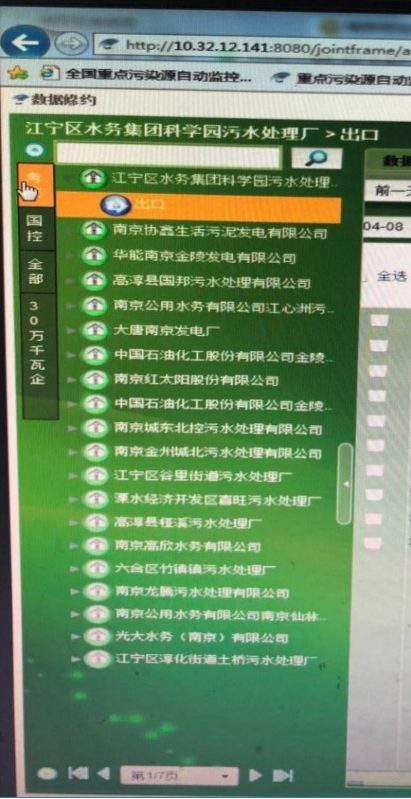 http://10.32.12.141:8080/jointframe/a
全国重点污染源自动监控...
重点污染源自动监
数据修约
江宁区水务集团科学园污水处理厂 > 出口
数据
江宁区水务集团科学园污水处理..
前一天
出口
国控
南京协鑫生活污泥发电有限公司
04-08
华能南京金陵发电有限公司
全部
高淳县国邦污水处理有限公司
全选
30万千瓦企
南京公用水务有限公司江心洲污..
大唐南京发电厂
中国石油化工股份有限公司金陵..
南京红太阳股份有限公司
中国石油化工股份有限公司金陵..
南京城东北控污水处理有限公司
南京金州城北污水处理有限公司
江宁区谷里街道污水处理厂
溧水经济开发区嘉旺污水处理厂
高淳县桠溪污水处理厂
南京高欣水务有限公司
六合区竹镇镇污水处理厂
南京龙腾污水处理有限公司
南京公用水务有限公司南京仙林..
光大水务（南京）有限公司
江宁区淳化街道土桥污水处理厂
第1/7页